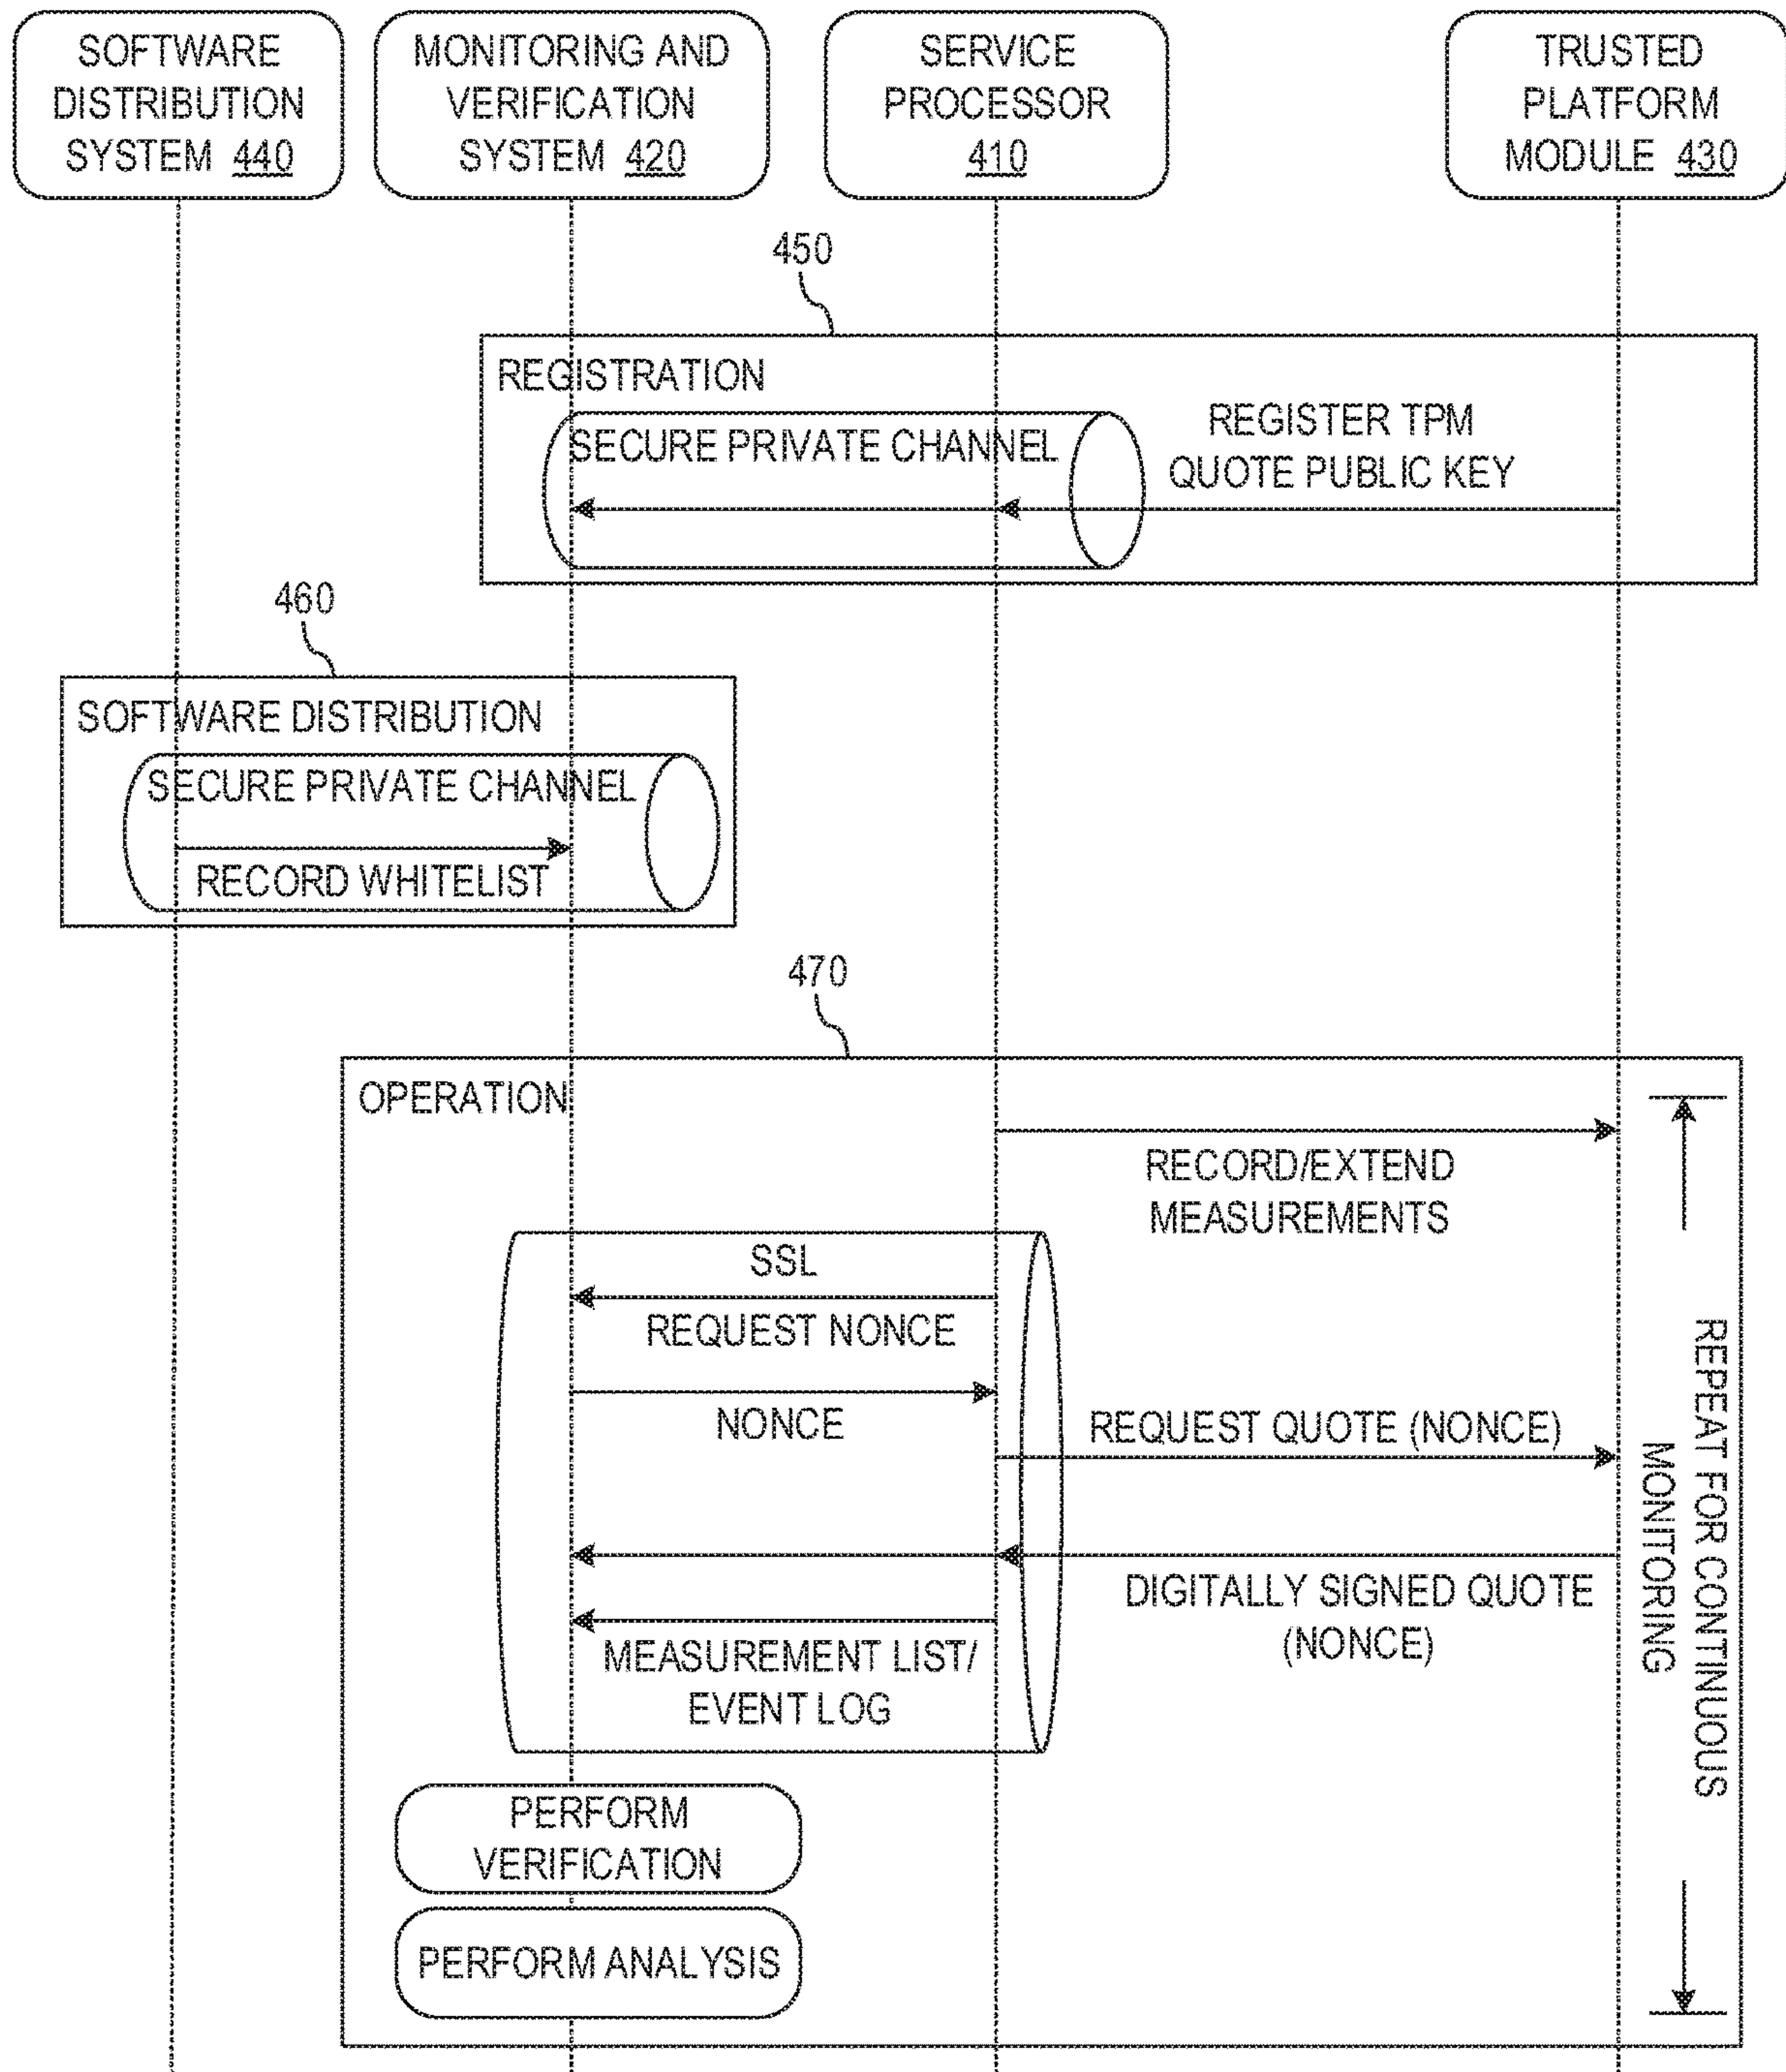 SOFTWARE
DISTRIBUTION
SYSTEM 440
MONITORING AND
VERIFICATION
SYSTEM 420
SERVICE
PROCESSOR
410
TRUSTED
PLATFORM
MODULE 430
450
REGISTRATION
SECURE PRIVATE CHANNEL
REGISTER TPM
QUOTE PUBLIC KEY
460
SOFTWARE DISTRIBUTION
SECURE PRIVATE CHANNEL
RECORD WHITELIST
470
OPERATION
RECORD/EXTEND
MEASUREMENTS
SSL
REQUEST NONCE
NONCE
REQUEST QUOTE (NONCE)
DIGITALLY SIGNED QUOTE
(NONCE)
MEASUREMENT LIST/
EVENT LOG
REPEAT FOR CONTINUOUS
MONITORING
PERFORM
VERIFICATION
PERFORM ANALYSIS